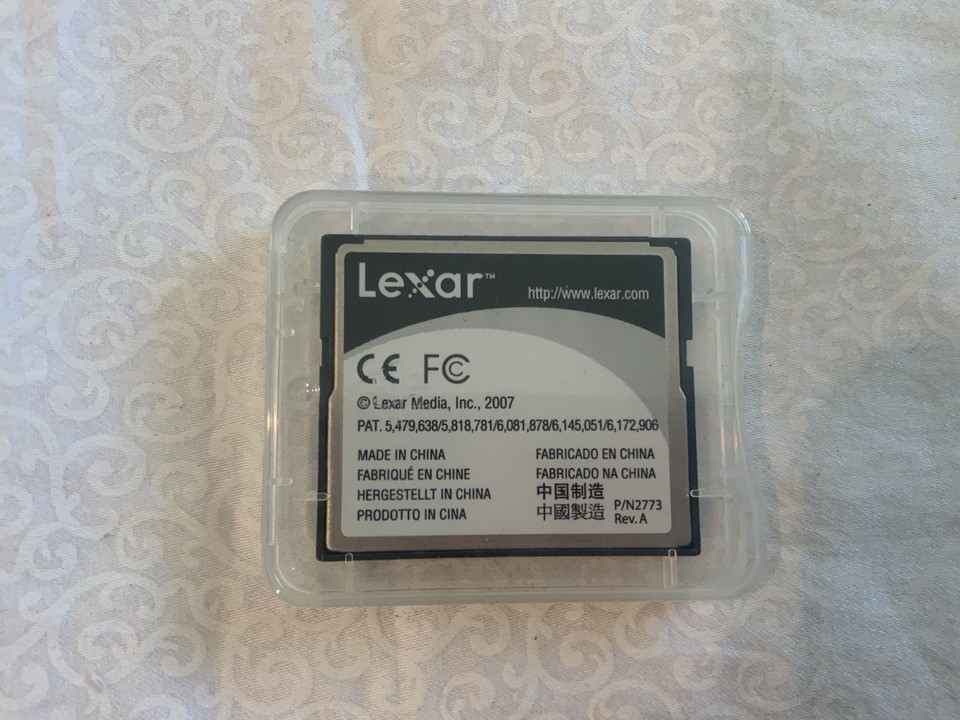 Lexar™
http://www.lexar.com
CE FC
© Lexar Media, Inc., 2007
PAT. 5,479,638/5,818,781/6,081,878/6,145,051/6,172,906
MADE IN CHINA
FABRIQUÉ EN CHINE
HERGESTELLT IN CHINA
PRODOTTO IN CINA
FABRICADO EN CHINA
FABRICADO NA CHINA
中国制造
中國製造
P/N2773
Rev. A